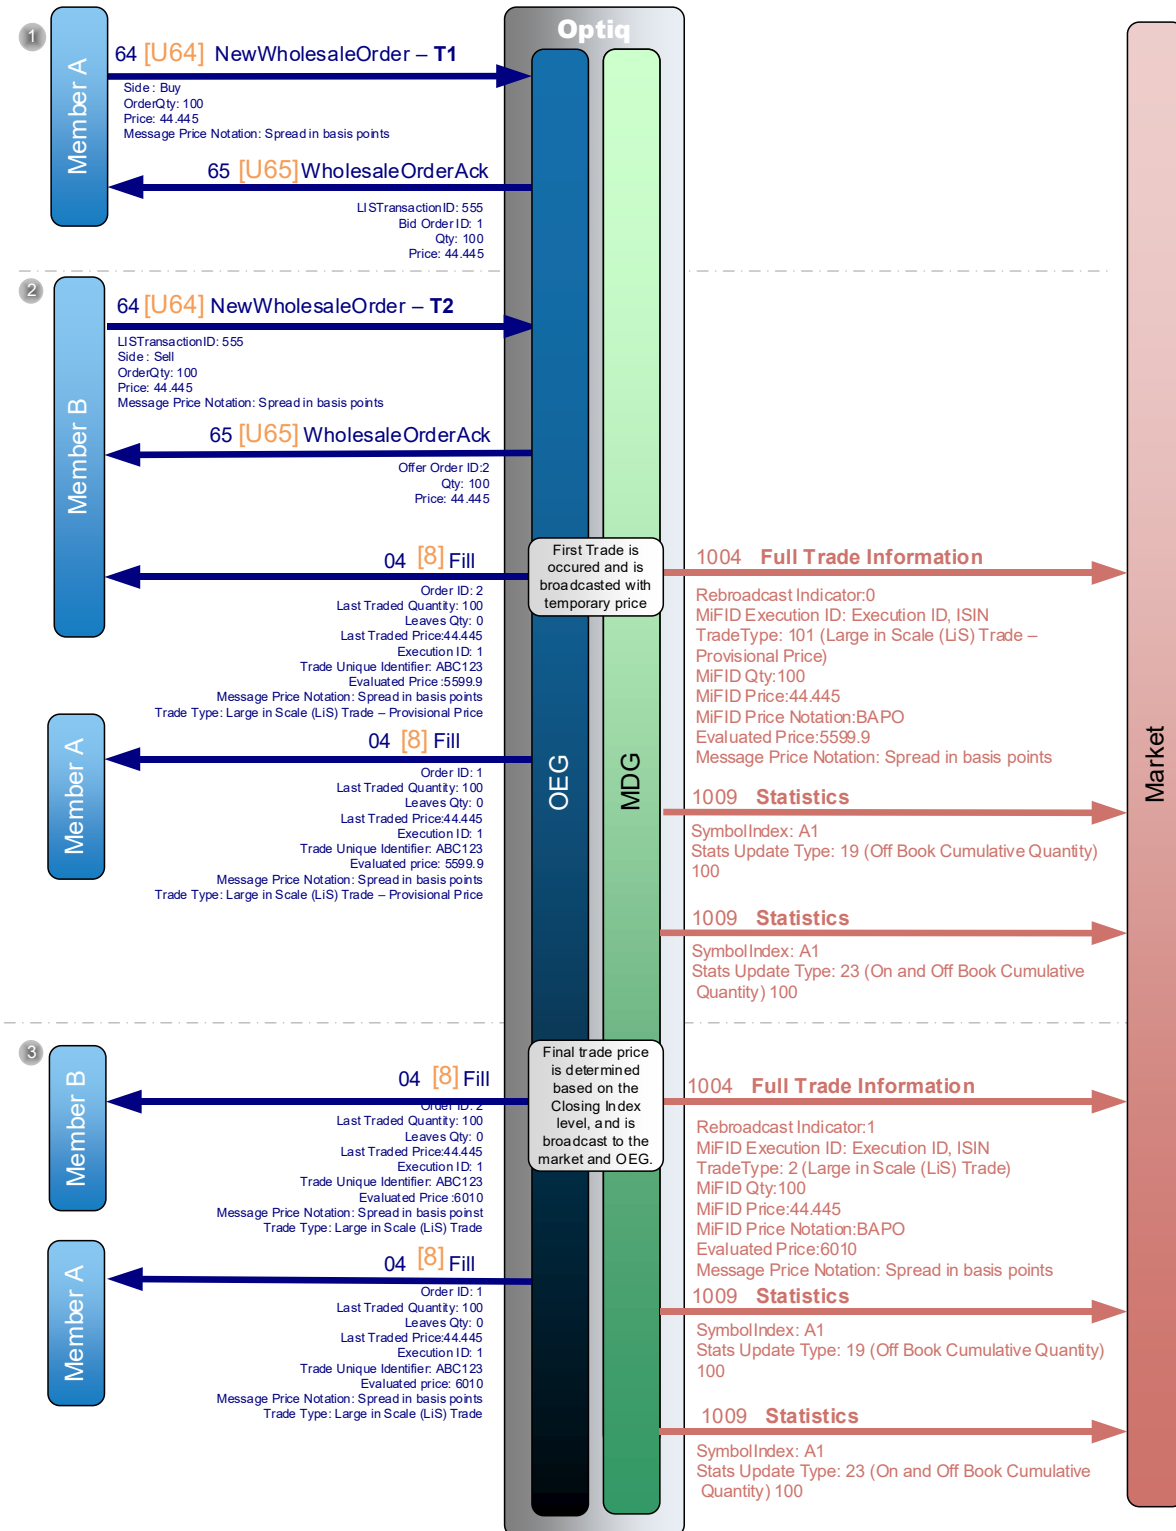 Optiq
1
Member A
64 [U64] NewWholesaleOrder – T1
Side : Buy
OrderQty: 100
Price: 44.445
Message Price Notation: Spread in basis points
65 [U65] WholesaleOrderAck
LISTransactionID: 555
Bid Order ID: 1
Qty: 100
Price: 44.445
2
Member B
64 [U64] NewWholesaleOrder – T2
LISTransactionID: 555
Side : Sell
OrderQty: 100
Price: 44.445
Message Price Notation: Spread in basis points
65 [U65] WholesaleOrderAck
Offer Order ID:2
Qty: 100
Price: 44.445
04 [8] Fill
Order ID: 2
Last Traded Quantity: 100
Leaves Qty: 0
Last Traded Price:44.445
Execution ID: 1
Trade Unique Identifier: ABC123
Evaluated Price :5599.9
Message Price Notation: Spread in basis points
Trade Type: Large in Scale (LiS) Trade – Provisional Price
First Trade is
occured and is
broadcasted with
temporary price
1004 Full Trade Information
Rebroadcast Indicator:0
MiFID Execution ID: Execution ID, ISIN
TradeType: 101 (Large in Scale (LiS) Trade –
Provisional Price)
MiFID Qty:100
MiFID Price:44.445
MiFID Price Notation:BAPO
Evaluated Price:5599.9
Message Price Notation: Spread in basis points
Member A
04 [8] Fill
Order ID: 1
Last Traded Quantity: 100
Leaves Qty: 0
Last Traded Price:44.445
Execution ID: 1
Trade Unique Identifier: ABC123
Evaluated price: 5599.9
Message Price Notation: Spread in basis points
Trade Type: Large in Scale (LiS) Trade – Provisional Price
OEG
MDG
Market
1009 Statistics
SymbolIndex: A1
Stats Update Type: 19 (Off Book Cumulative Quantity)
100
1009 Statistics
SymbolIndex: A1
Stats Update Type: 23 (On and Off Book Cumulative
Quantity) 100
3
Member B
04 [8] Fill
Order ID: 2
Last Traded Quantity: 100
Leaves Qty: 0
Last Traded Price:44.445
Execution ID: 1
Trade Unique Identifier: ABC123
Evaluated Price :6010
Message Price Notation: Spread in basis poinst
Trade Type: Large in Scale (LiS) Trade
Final trade price
is determined
based on the
Closing Index
level, and is
broadcast to the
market and OEG.
1004 Full Trade Information
Rebroadcast Indicator:1
MiFID Execution ID: Execution ID, ISIN
TradeType: 2 (Large in Scale (LiS) Trade)
MiFID Qty:100
MiFID Price:44.445
MiFID Price Notation:BAPO
Evaluated Price:6010
Message Price Notation: Spread in basis points
Member A
04 [8] Fill
Order ID: 1
Last Traded Quantity: 100
Leaves Qty: 0
Last Traded Price:44.445
Execution ID: 1
Trade Unique Identifier: ABC123
Evaluated price: 6010
Message Price Notation: Spread in basis points
Trade Type: Large in Scale (LiS) Trade
1009 Statistics
SymbolIndex: A1
Stats Update Type: 19 (Off Book Cumulative Quantity)
100
1009 Statistics
SymbolIndex: A1
Stats Update Type: 23 (On and Off Book Cumulative
Quantity) 100